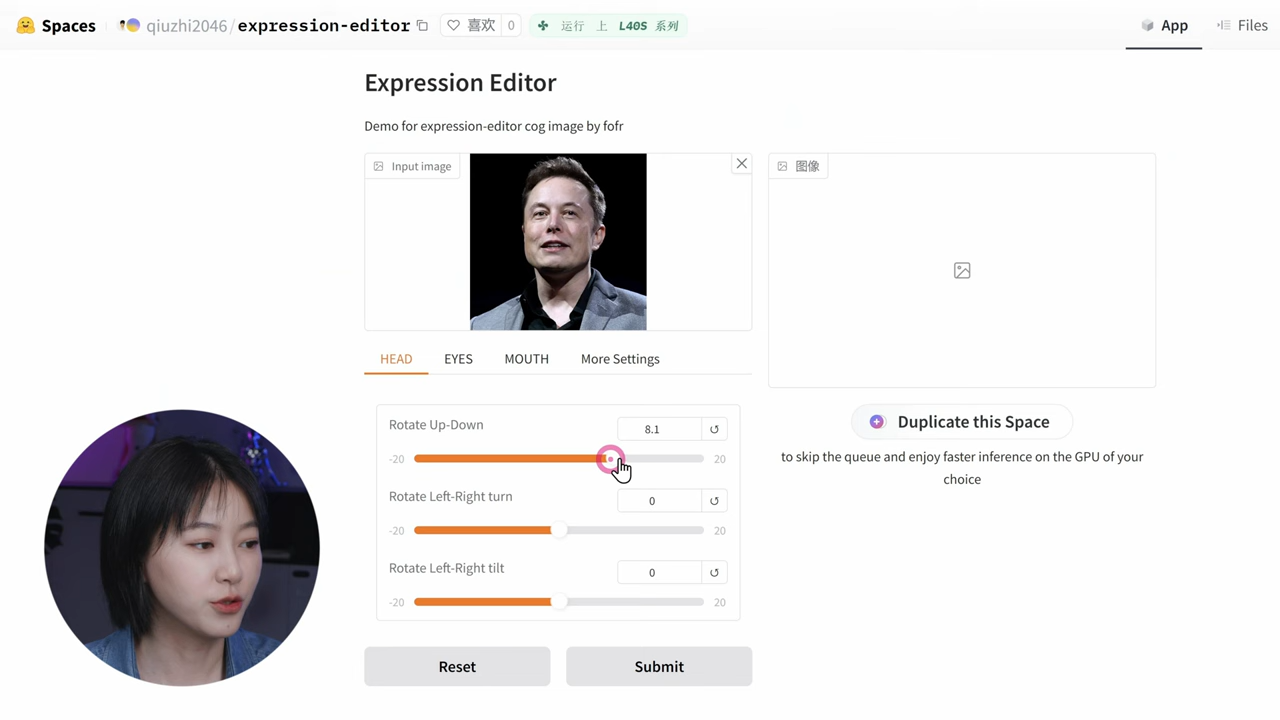 Spaces qiuzhi2046/expression-editor 喜欢 0 运行 上 L40S 系列 App Files
Expression Editor
Demo for expression-editor cog image by fofr
Input image
图像
HEAD EYES MOUTH More Settings
Rotate Up-Down 8.1 ↺
-20 20
Rotate Left-Right turn 0 ↺
-20 20
Rotate Left-Right tilt 0 ↺
-20 20
Reset Submit
Duplicate this Space
to skip the queue and enjoy faster inference on the GPU of your
choice